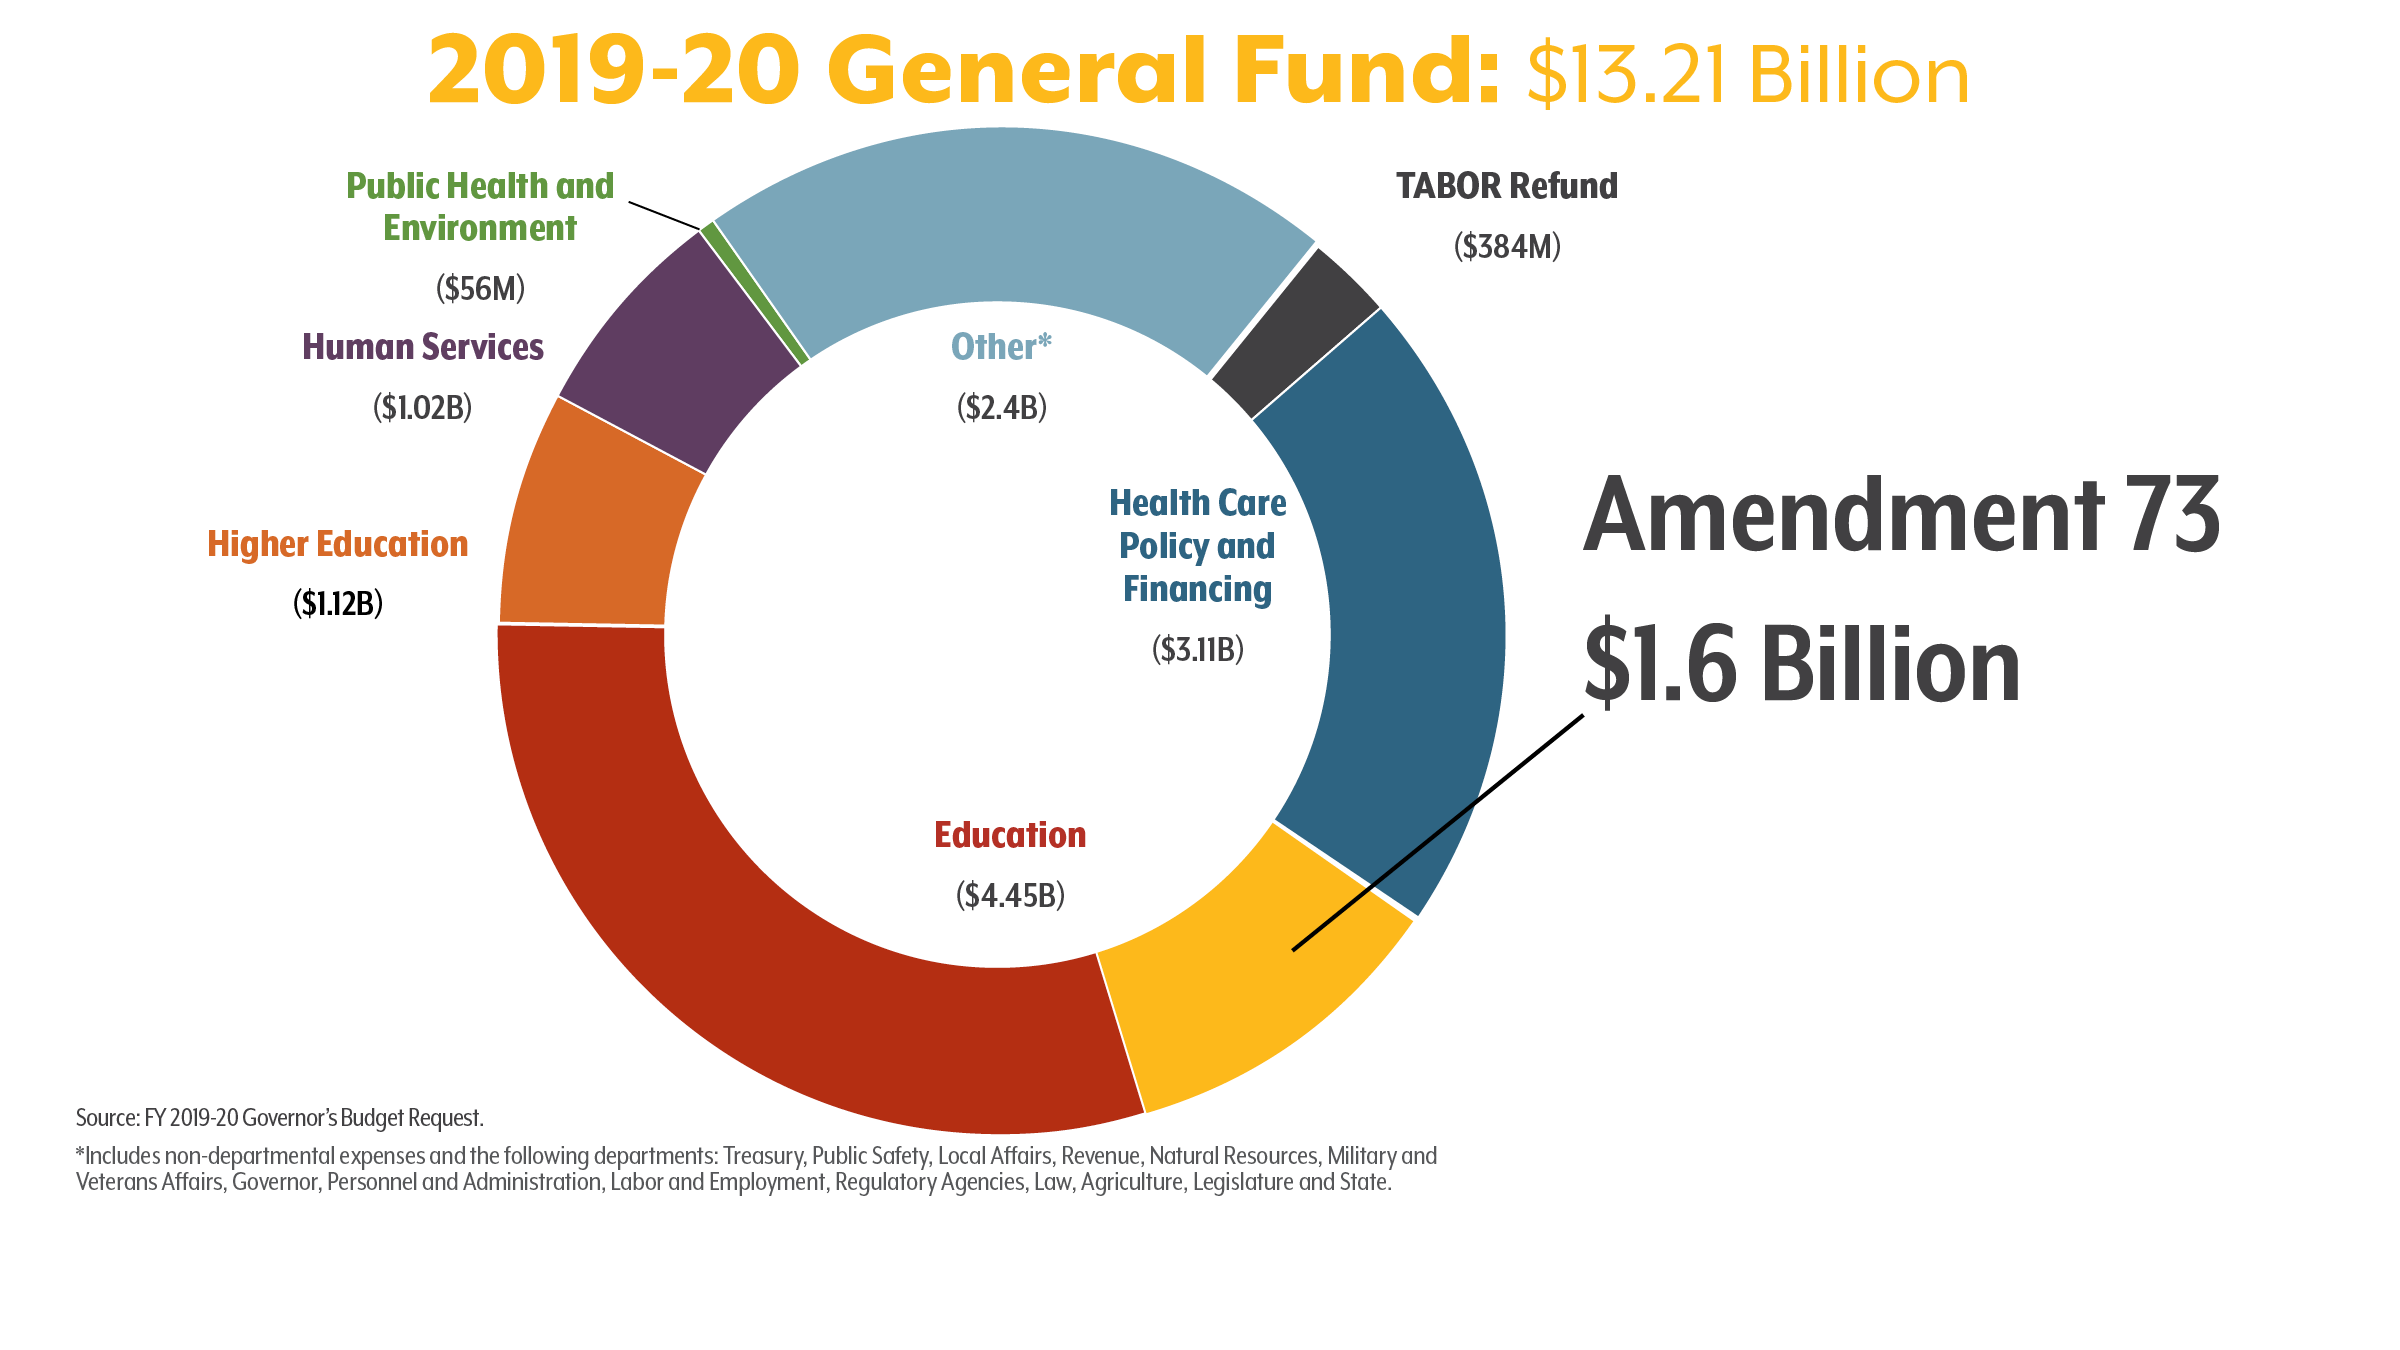 2019-20 General Fund: $13.21 Billion
Public Health and
Environment
($56M)
TABOR Refund
($384M)
Human Services
($1.02B)
Other*
($2.4B)
Higher Education
($1.12B)
Health Care
Policy and
Financing
($3.11B)
Amendment 73
$1.6 Billion
Education
($4.45B)
Source: FY 2019-20 Governor's Budget Request.
*Includes non-departmental expenses and the following departments: Treasury, Public Safety, Local Affairs, Revenue, Natural Resources, Military and
Veterans Affairs, Governor, Personnel and Administration, Labor and Employment, Regulatory Agencies, Law, Agriculture, Legislature and State.